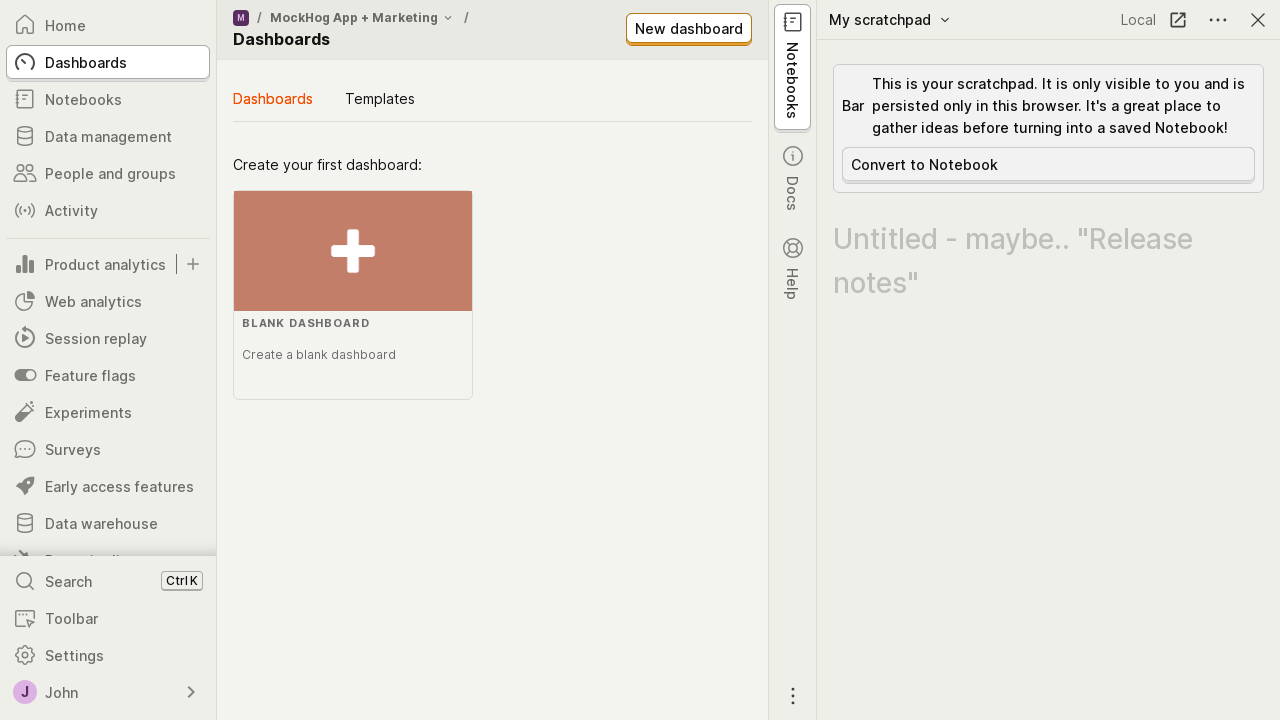 Home
Dashboards
Notebooks
Data management
People and groups
Activity
Product analytics
Web analytics
Session replay
Feature flags
Experiments
Surveys
Early access features
Data warehouse
Search Ctrl K
Toolbar
Settings
J John
M / MockHog App + Marketing /
Dashboards
New dashboard
Dashboards Templates
Create your first dashboard:
BLANK DASHBOARD
Create a blank dashboard
Notebooks
Docs
Help
My scratchpad Local
This is your scratchpad. It is only visible to you and is
Bar persisted only in this browser. It's a great place to
gather ideas before turning into a saved Notebook!
Convert to Notebook
Untitled - maybe.. "Release
notes"